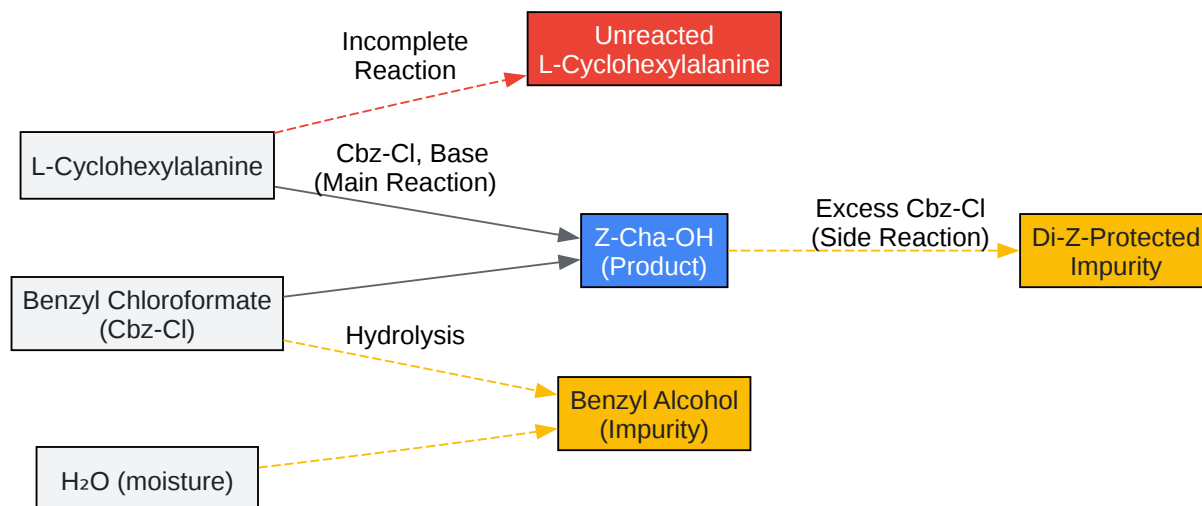 Incomplete
Reaction
Unreacted
L-Cyclohexylalanine
L-Cyclohexylalanine
Cbz-Cl, Base
(Main Reaction)
Z-Cha-OH
(Product)
Excess Cbz-Cl
(Side Reaction)
Di-Z-Protected
Impurity
Benzyl Chloroformate
(Cbz-Cl)
Hydrolysis
Benzyl Alcohol
(Impurity)
H₂O (moisture)